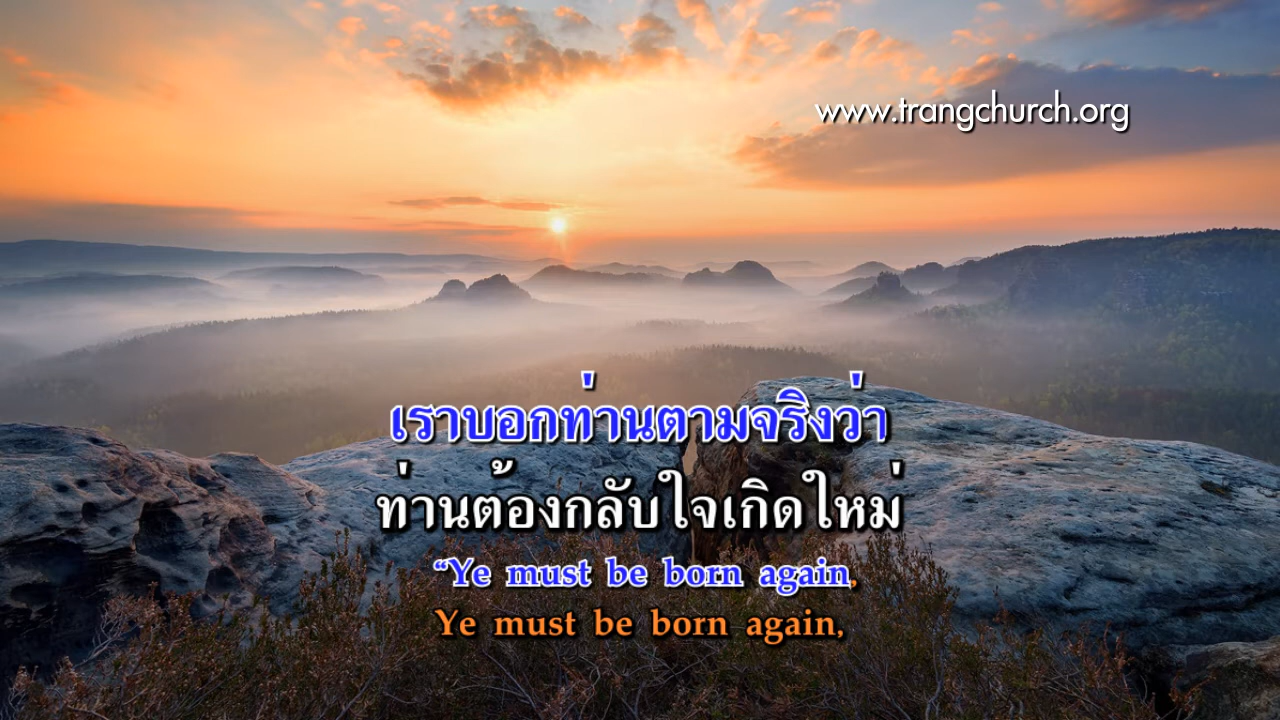 www.trangchurch.org
เราบอกท่านตามจริงว่า
ท่านต้องกลับใจเกิดใหม่
“Ye must be born again,
Ye must be born again,